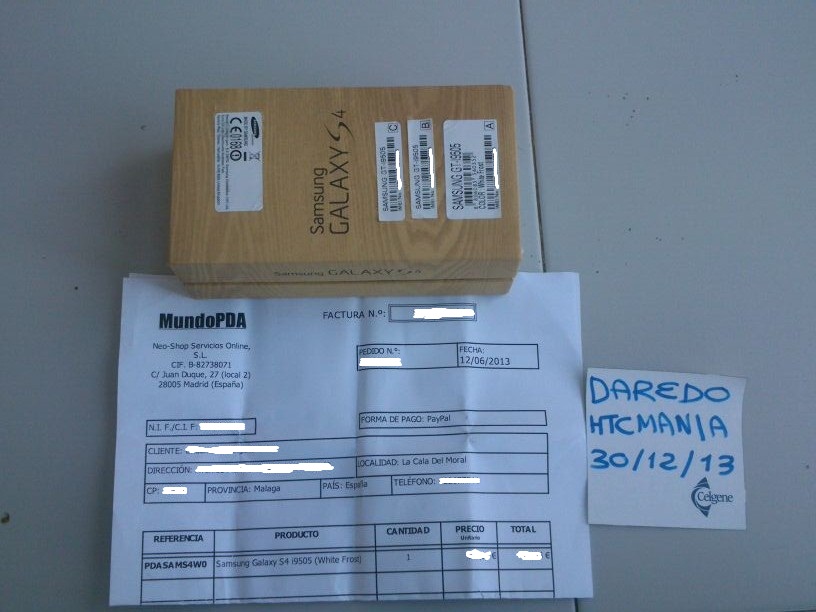 Samsung
GALAXY S4
C
SAMSUNG GT-I9505
B
SAMSUNG GT-I9505
A
SAMSUNG GT-I9505
COLOR: White Frost
Samsung GALAXY S4
MundoPDA
Neo-Shop Servicios Online,
S.L.
CIF. B-82738071
C/ Juan Duque, 27 (local 2)
28005 Madrid (España)
FACTURA N.º:
PEDIDO N.º:
FECHA:
12/06/2013
N.I. F./C.I. F:
FORMA DE PAGO: PayPal
CLIENTE:
DIRECCIÓN:
LOCALIDAD: La Cala Del Moral
CP:
PROVINCIA: Malaga
PAÍS: España
TELÉFONO:
REFERENCIA PRODUCTO CANTIDAD PRECIO Unitario TOTAL
PDASAMS4W0 Samsung Galaxy S4 i9505 (White Frost) 1 € €
DAREDO
HTCMANIA
30/12/13
Celgene